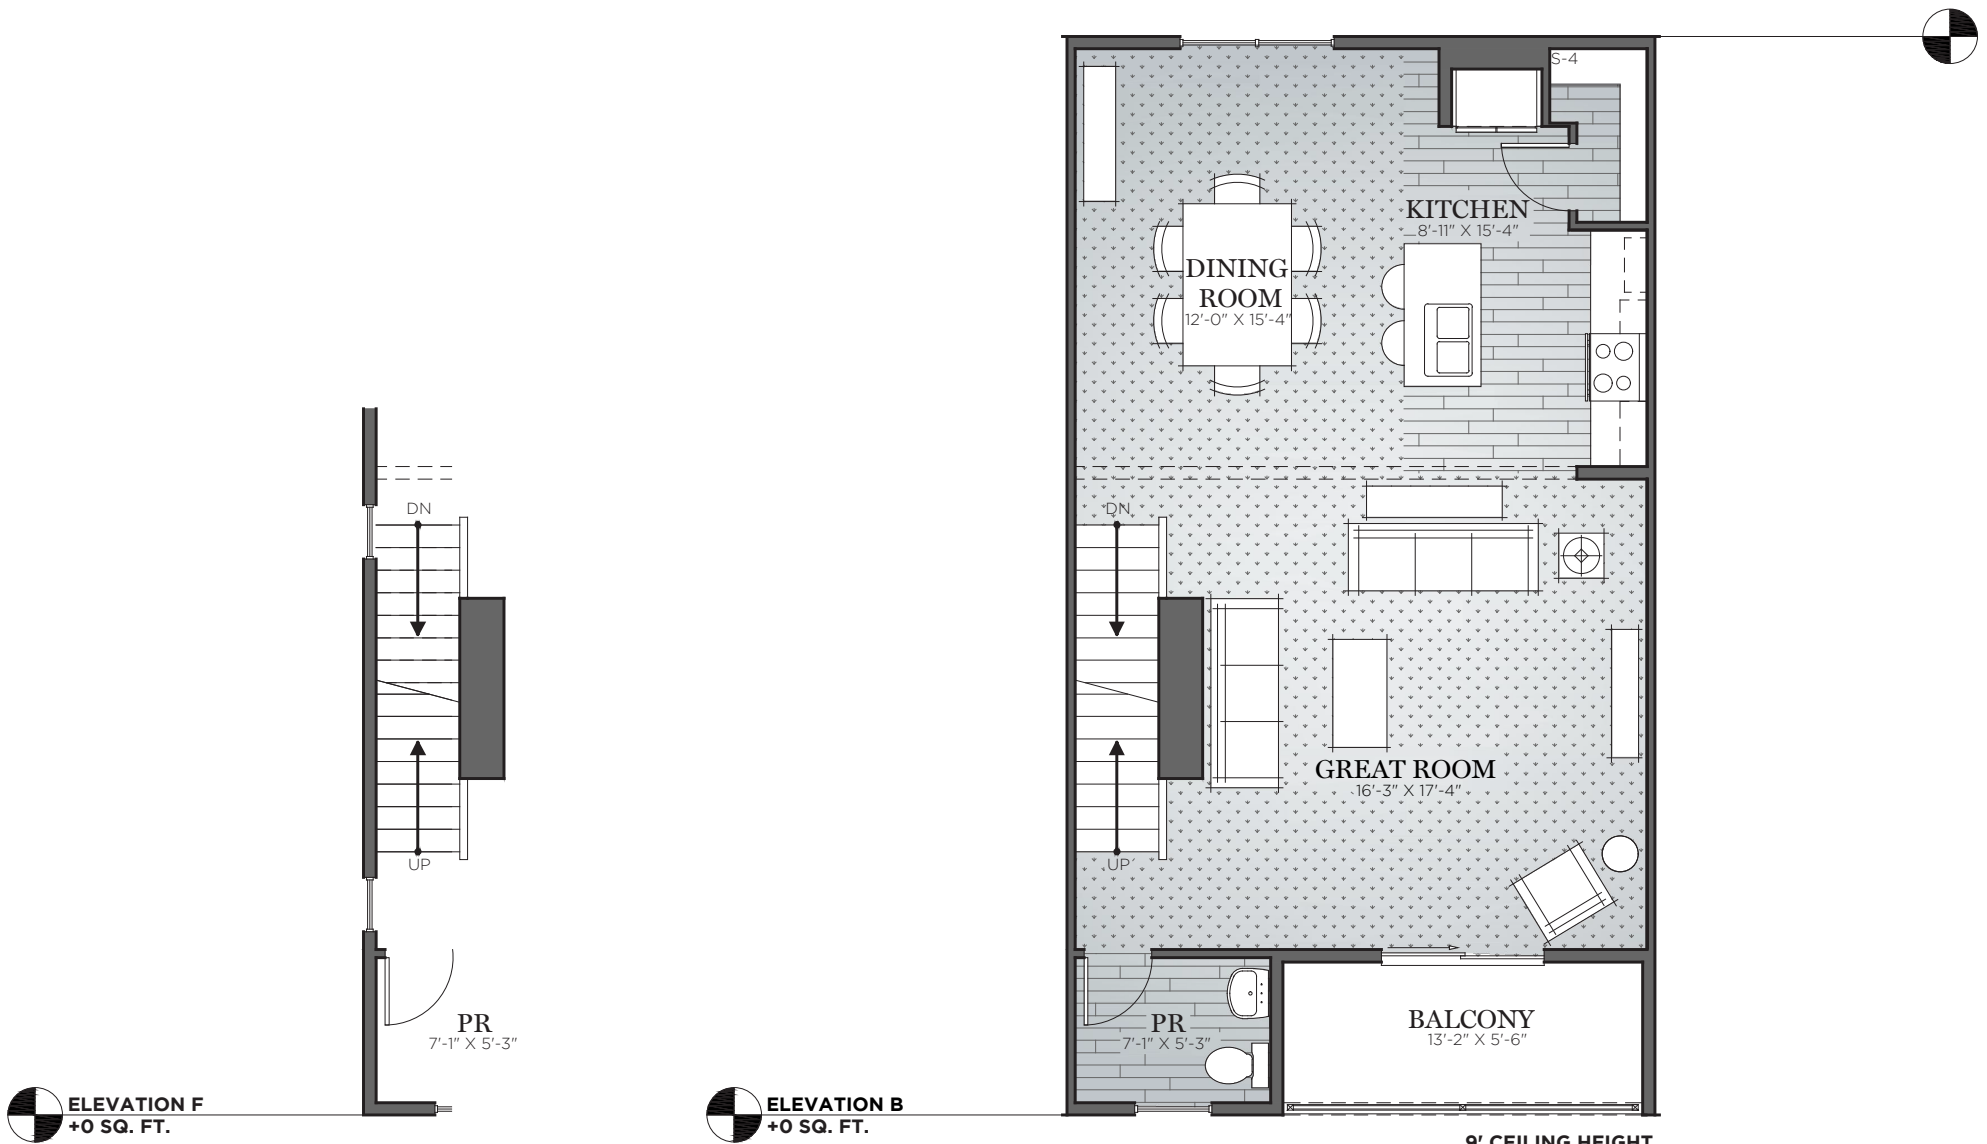 S-4
KITCHEN
8'-11" X 15'-4"
DINING
ROOM
12'-0" X 15'-4"
DN
UP
PR
7'-1" X 5'-3"
ELEVATION F
+0 SQ. FT.
DN
GREAT ROOM
16'-3" X 17'-4"
UP
PR
7'-1" X 5'-3"
BALCONY
13'-2" X 5'-6"
ELEVATION B
+0 SQ. FT.
9' CEILING HEIGHT